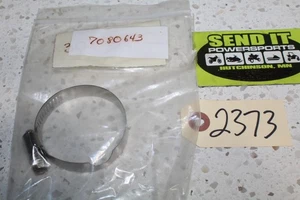 7080643
SEND IT
POWERSPORTS
HUTCHINSON, MN
2373